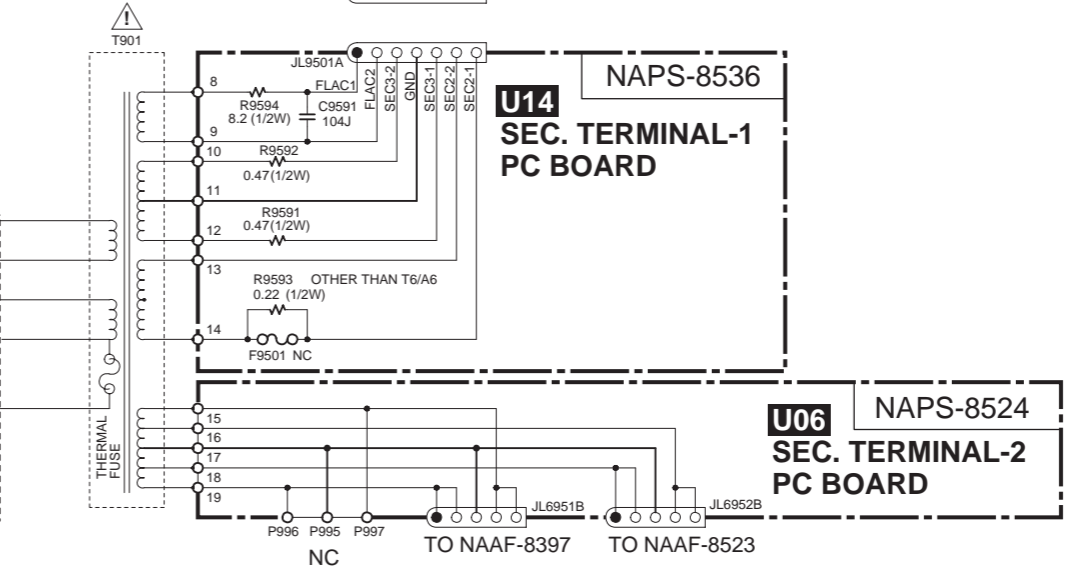 !
T901
JL9501A
NAPS-8536
8
FLAC1
FLAC2
SEC3-2
GND
SEC3-1
SEC2-2
SEC2-1
R9594
8.2 (1/2W)
C9591
104J
U14
SEC. TERMINAL-1
PC BOARD
9
10
R9592
0.47(1/2W)
11
R9591
0.47(1/2W)
12
13
R9593 OTHER THAN T6/A6
0.22 (1/2W)
14
F9501 NC
NAPS-8524
U06
SEC. TERMINAL-2
PC BOARD
THERMAL
FUSE
15
16
17
18
19
JL6951B
JL6952B
P996 P995 P997
NC
TO NAAF-8397
TO NAAF-8523